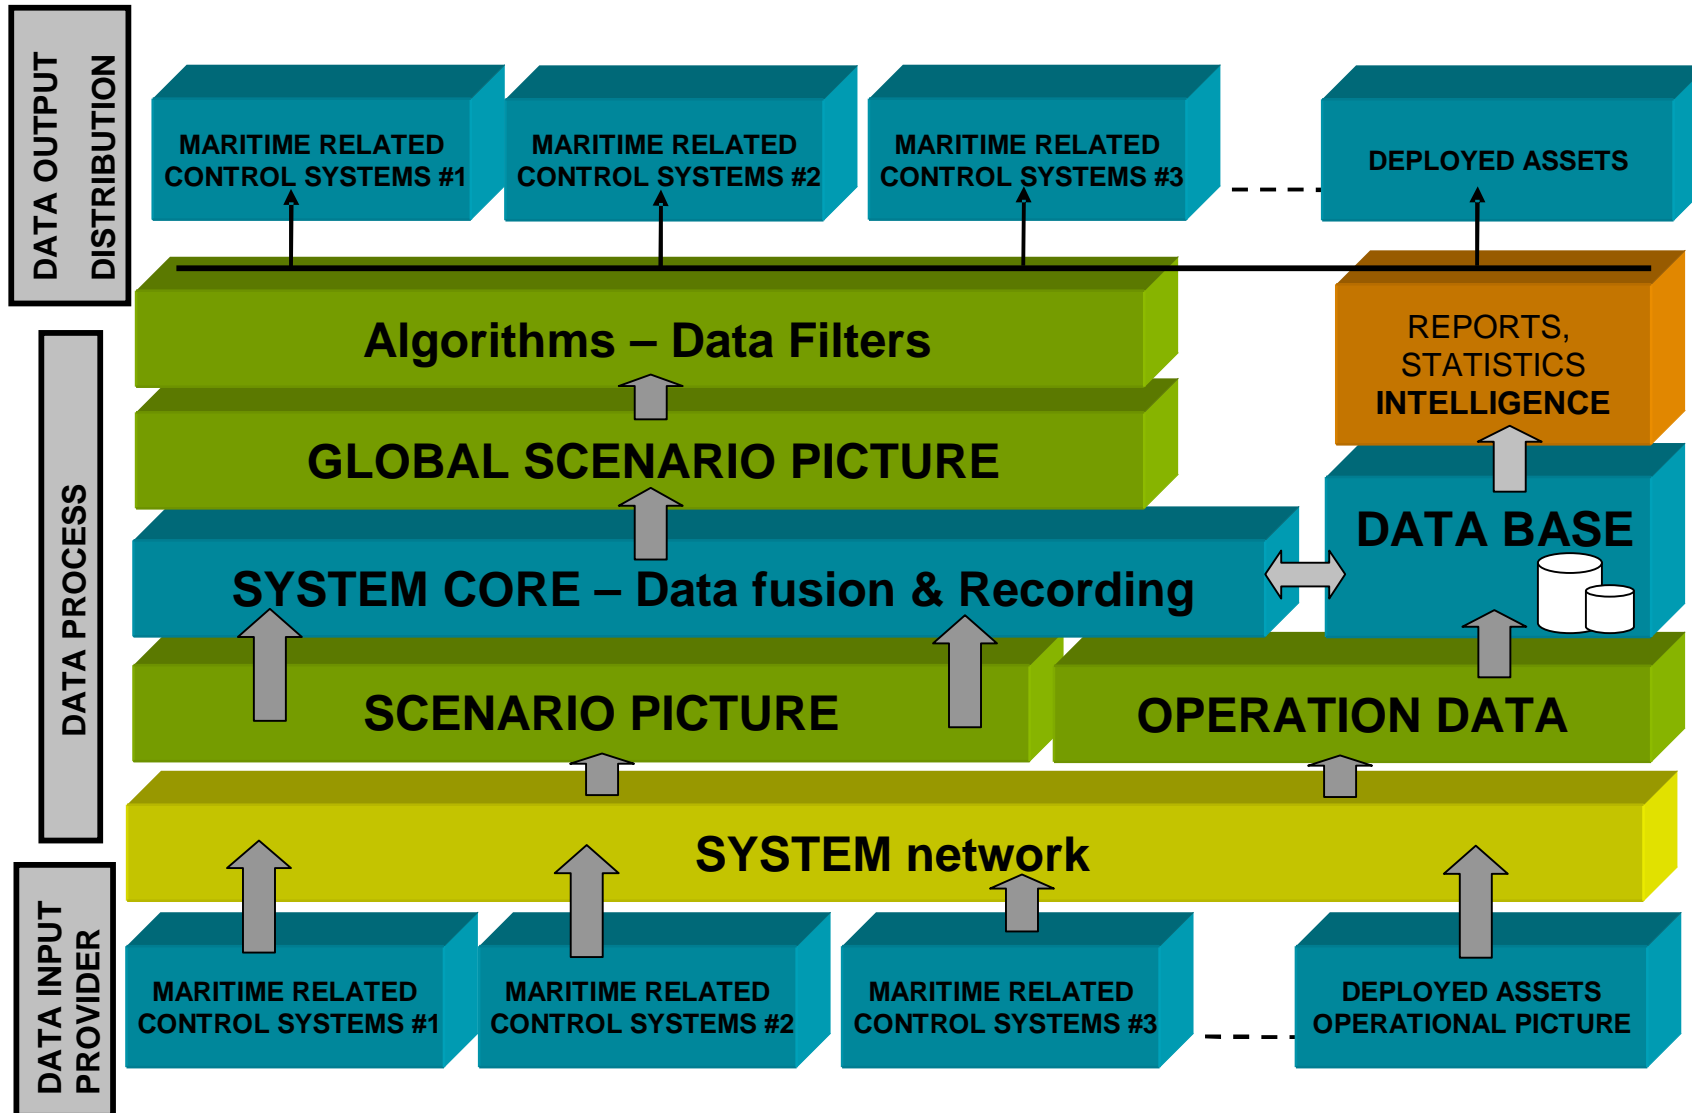 DATA OUTPUT
DISTRIBUTION
MARITIME RELATED
CONTROL SYSTEMS #1
MARITIME RELATED
CONTROL SYSTEMS #2
MARITIME RELATED
CONTROL SYSTEMS #3
DEPLOYED ASSETS
DATA PROCESS
Algorithms – Data Filters
REPORTS,
STATISTICS
INTELLIGENCE
GLOBAL SCENARIO PICTURE
SYSTEM CORE – Data fusion & Recording
DATA BASE
SCENARIO PICTURE
OPERATION DATA
SYSTEM network
DATA INPUT
PROVIDER
MARITIME RELATED
CONTROL SYSTEMS #1
MARITIME RELATED
CONTROL SYSTEMS #2
MARITIME RELATED
CONTROL SYSTEMS #3
DEPLOYED ASSETS
OPERATIONAL PICTURE